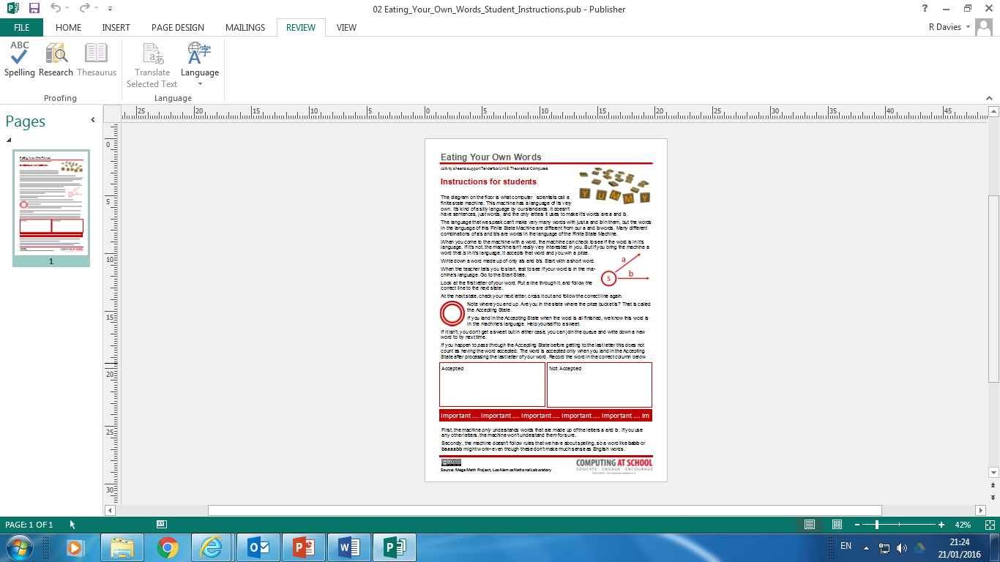 02 Eating_Your_Own_Words_Student_Instructions.pub - Publisher
FILE HOME INSERT PAGE DESIGN MAILINGS REVIEW VIEW
R Davies
ABC
Spelling Research Thesaurus
Translate Selected Text
Language
Proofing
Language
Pages
1
25 20 15 10 5 0 5 10 15 20 25 30 35 40 45
0
5
10
15
20
25
30
Eating Your Own Words
Activity sheet to support Tenderfoot Unit 5: Theoretical Computers
Instructions for students
YUMMY
The diagram on the floor is what computer scientists call a
finite state machine. This machine has a language of its very
own. It's kind of a silly language by our standards. It doesn't
have sentences, just words, and the only letters it uses to make it's words are a and b.
The language that we speak can't make very many words with just a and b in them, but the words
in the language of this Finite State Machine are different from our a and b words. Many different
combinations of a's and b's are words in the language of the Finite State Machine.
When you come to the machine with a word, the machine can check to see if the word is in it's
language. If it's not, the machine isn't really very interested in you. But if you bring the machine a
word that is in it's language, it accepts that word and you win a prize.
Write down a word made up of only a's and b's. Start with a short word.
When the teacher tells you to start, test to see if your word is in the ma-
chine's language. Go to the Start State.
Look at the first letter of your word. Put a line through it, and follow the
correct line to the next state.
a
b
S
At the next state, check your next letter, cross it out and follow the correct line again.
Note where you end up. Are you in the state where the prize bucket is? That is called
the Accepting State.
If you land in the Accepting State when the word is all finished, we know this word is
in the machine's language. Help yourself to a sweet.
If it isn't, you don't get a sweet but in either case, you can join the queue and write down a new
word to try next time.
If you happen to pass through the Accepting State before getting to the last letter this does not
count as having the word accepted. The word is accepted only when you land in the Accepting
State after processing the last letter of your word. Record the word in the correct column below
Accepted
Not Accepted
Important .... Important .... Important .... Important .... Important .... Im
First, the machine only understands words that are made up of the letters a and b. If you use
any other letters, the machine won't understand them for sure.
Secondly, the machine doesn't follow rules that we have about spelling, so a word like babb or
baaaabb might work—even though these don't make much sense as English words.
Source: Mega Math Project, Los Alamos National Laboratory
COMPUTING AT SCHOOL
EDUCATE · ENGAGE · ENCOURAGE
PAGE: 1 OF 1
42%
EN
21:24
21/01/2016